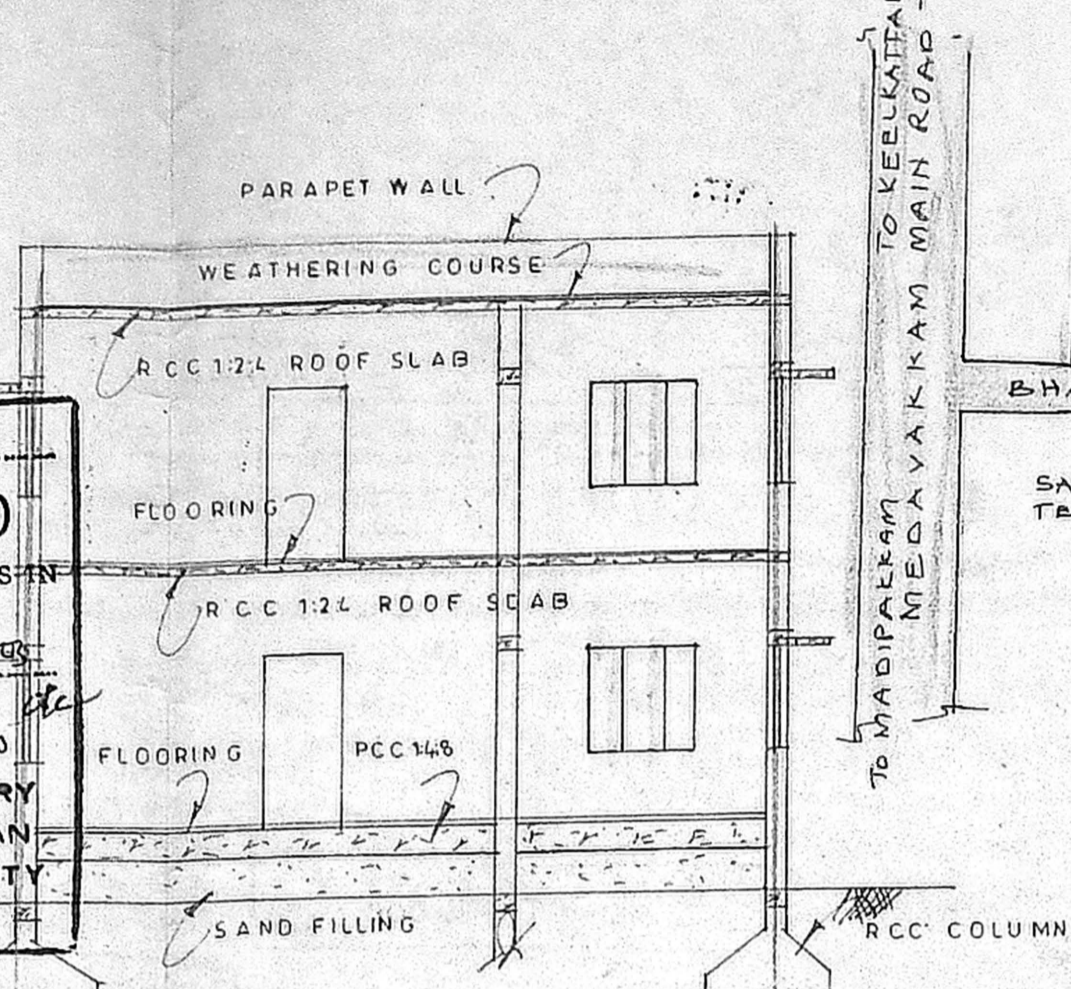 PARAPET WALL
WEATHERING COURSE
RCC 1:2:4 ROOF SLAB
FLOORING
RCC 1:2:4 ROOF SLAB
FLOORING
PCC 1:4:8
SAND FILLING
RCC COLUMN
TO KEELKATTA
MEDAVAKKAM MAIN ROAD
TO MADIPAKKAM
BHA
SA
TE
S IN
RY
AN
TY